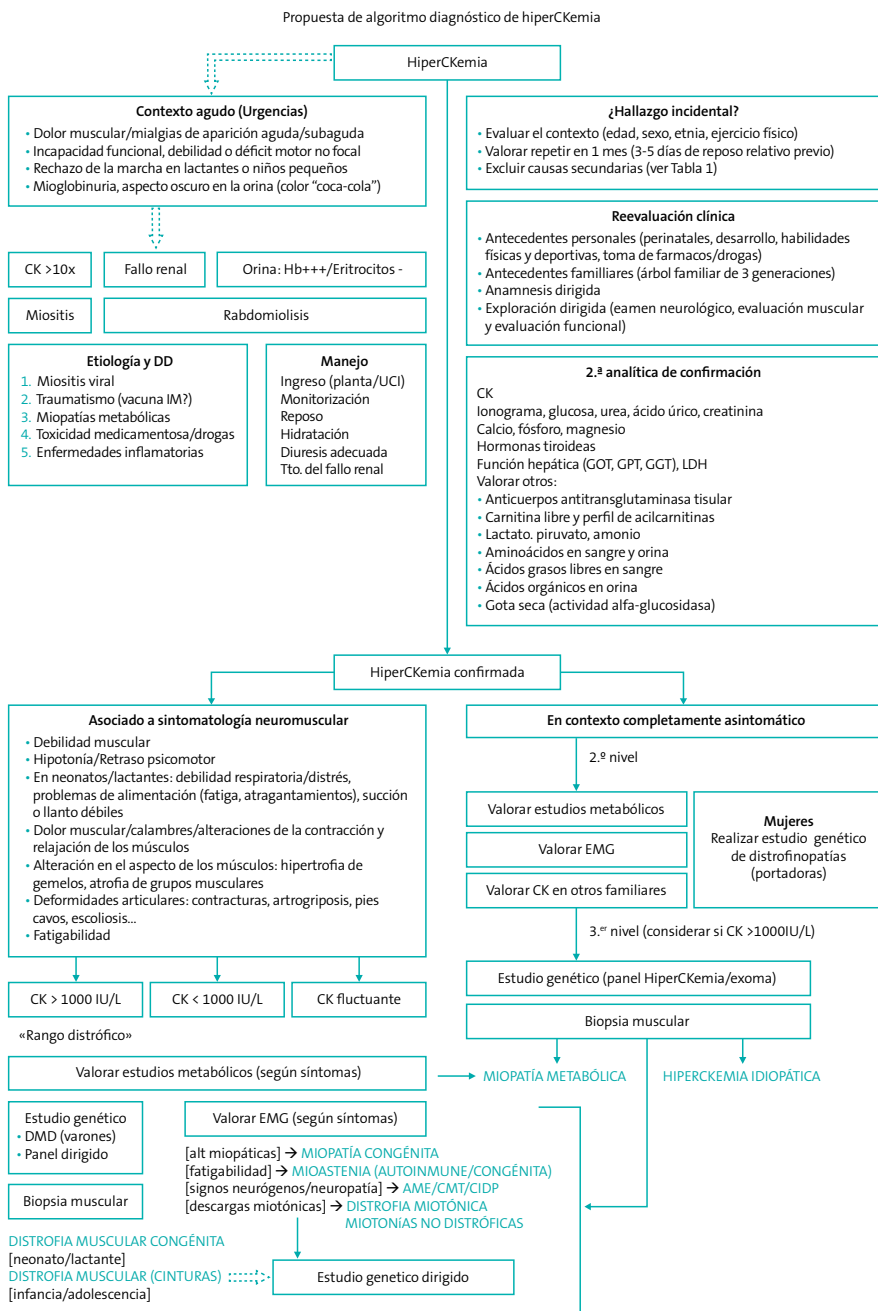 Propuesta de algoritmo diagnóstico de hiperCKemia
HiperCKemia
Contexto agudo (Urgencias)
• Dolor muscular/mialgias de aparición aguda/subaguda
• Incapacidad funcional, debilidad o déficit motor no focal
• Rechazo de la marcha en lactantes o niños pequeños
• Mioglobinuria, aspecto oscuro en la orina (color “coca-cola”)
¿Hallazgo incidental?
• Evaluar el contexto (edad, sexo, etnia, ejercicio físico)
• Valorar repetir en 1 mes (3-5 días de reposo relativo previo)
• Excluir causas secundarias (ver Tabla 1)
Reevaluación clínica
• Antecedentes personales (perinatales, desarrollo, habilidades
físicas y deportivas, toma de farmacos/drogas)
• Antecedentes familliares (árbol familiar de 3 generaciones)
• Anamnesis dirigida
• Exploración dirigida (eamen neurológico, evaluación muscular
y evaluación funcional)
CK >10x
Fallo renal
Orina: Hb+++/Eritrocitos -
Miositis
Rabdomiolisis
Etiología y DD
1. Miositis viral
2. Traumatismo (vacuna IM?)
3. Miopatías metabólicas
4. Toxicidad medicamentosa/drogas
5. Enfermedades inflamatorias
Manejo
Ingreso (planta/UCI)
Monitorización
Reposo
Hidratación
Diuresis adecuada
Tto. del fallo renal
2.ª analítica de confirmación
CK
Ionograma, glucosa, urea, ácido úrico, creatinina
Calcio, fósforo, magnesio
Hormonas tiroideas
Función hepática (GOT, GPT, GGT), LDH
Valorar otros:
• Anticuerpos antitransglutaminasa tisular
• Carnitina libre y perfil de acilcarnitinas
• Lactato. piruvato, amonio
• Aminoácidos en sangre y orina
• Ácidos grasos libres en sangre
• Ácidos orgánicos en orina
• Gota seca (actividad alfa-glucosidasa)
HiperCKemia confirmada
Asociado a sintomatología neuromuscular
• Debilidad muscular
• Hipotonía/Retraso psicomotor
• En neonatos/lactantes: debilidad respiratoria/distrés,
problemas de alimentación (fatiga, atragantamientos), succión
o llanto débiles
• Dolor muscular/calambres/alteraciones de la contracción y
relajación de los músculos
• Alteración en el aspecto de los músculos: hipertrofia de
gemelos, atrofia de grupos musculares
• Deformidades articulares: contracturas, artrogriposis, pies
cavos, escoliosis...
• Fatigabilidad
En contexto completamente asintomático
2.º nivel
Valorar estudios metabólicos
Valorar EMG
Valorar CK en otros familiares
Mujeres
Realizar estudio genético
de distrofinopatías
(portadoras)
3.er nivel (considerar si CK >1000IU/L)
Estudio genético (panel HiperCKemia/exoma)
Biopsia muscular
MIOPATÍA METABÓLICA
HIPERCKEMIA IDIOPÁTICA
CK > 1000 IU/L
CK < 1000 IU/L
CK fluctuante
«Rango distrófico»
Valorar estudios metabólicos (según síntomas)
Estudio genético
• DMD (varones)
• Panel dirigido
Valorar EMG (según síntomas)
[alt miopáticas] → MIOPATÍA CONGÉNITA
[fatigabilidad] → MIOASTENIA (AUTOINMUNE/CONGÉNITA)
[signos neurógenos/neuropatía] → AME/CMT/CIDP
[descargas miotónicas] → DISTROFIA MIOTÓNICA
MIOTONÍAS NO DISTRÓFICAS
Biopsia muscular
DISTROFIA MUSCULAR CONGÉNITA
[neonato/lactante]
DISTROFIA MUSCULAR (CINTURAS)
[infancia/adolescencia]
Estudio genetico dirigido